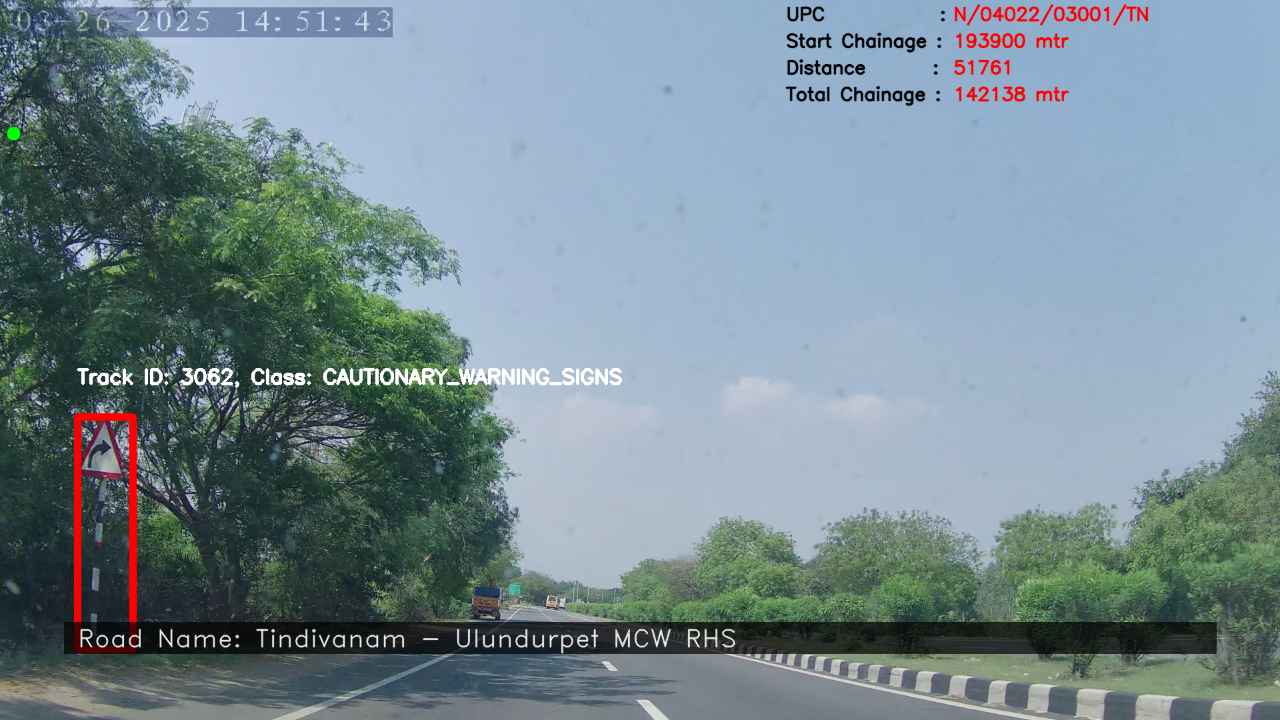 03-26-2025 14:51:43
UPC : N/04022/03001/TN
Start Chainage : 193900 mtr
Distance : 51761
Total Chainage : 142138 mtr
Track ID: 3062, Class: CAUTIONARY_WARNING_SIGNS
Road Name: Tindivanam - Ulundurpet MCW RHS